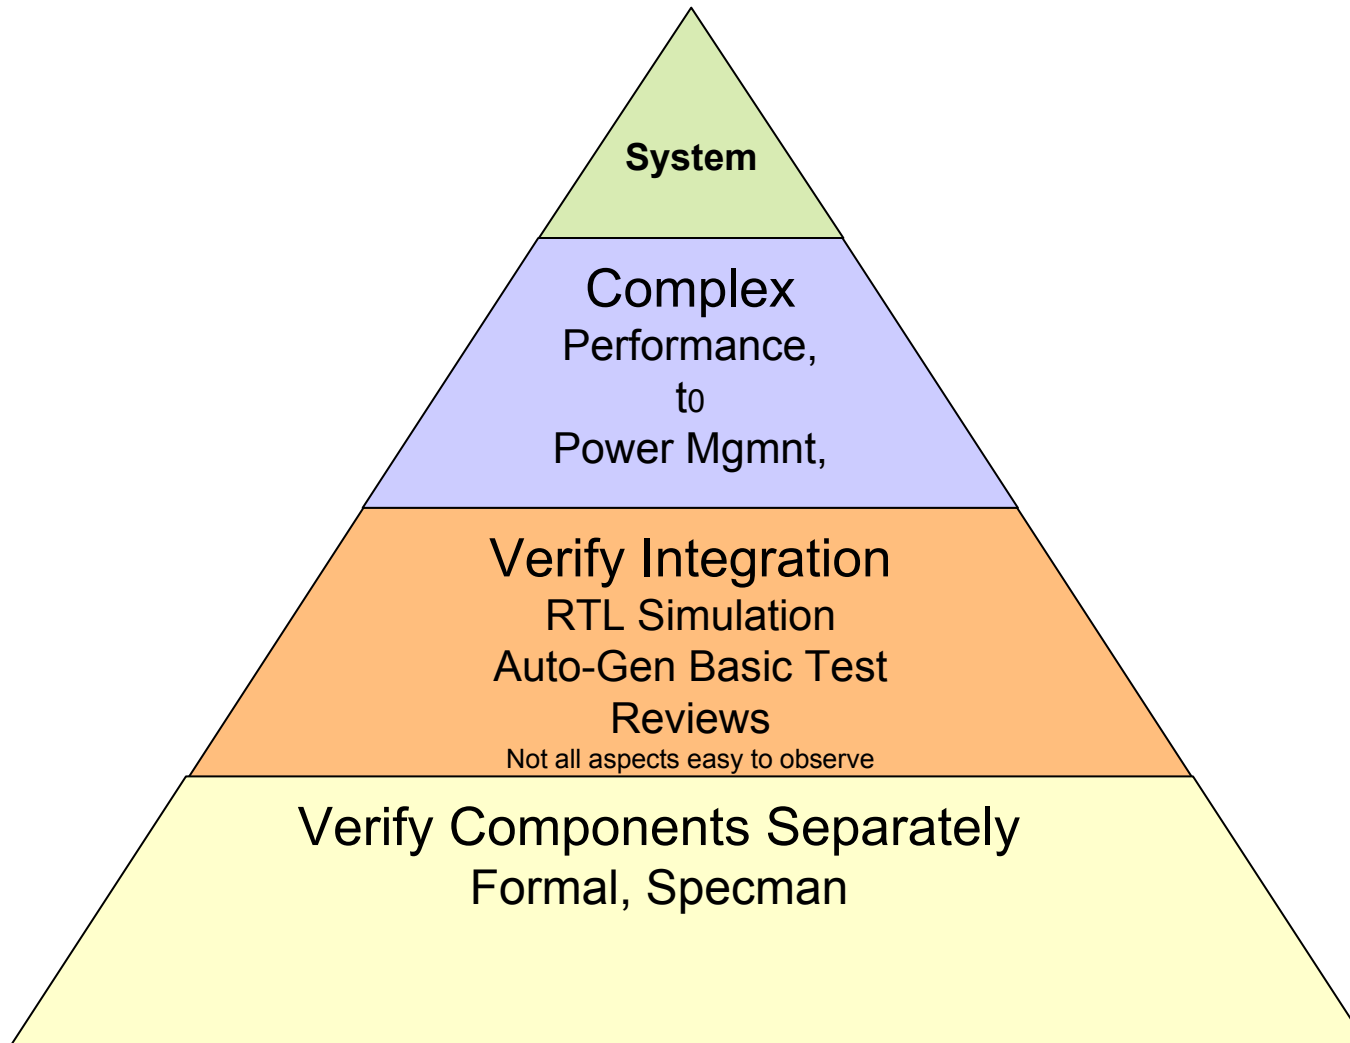 System
Complex
Performance,
t0
Power Mgmnt,
Verify Integration
RTL Simulation
Auto-Gen Basic Test
Reviews
Not all aspects easy to observe
Verify Components Separately
Formal, Specman